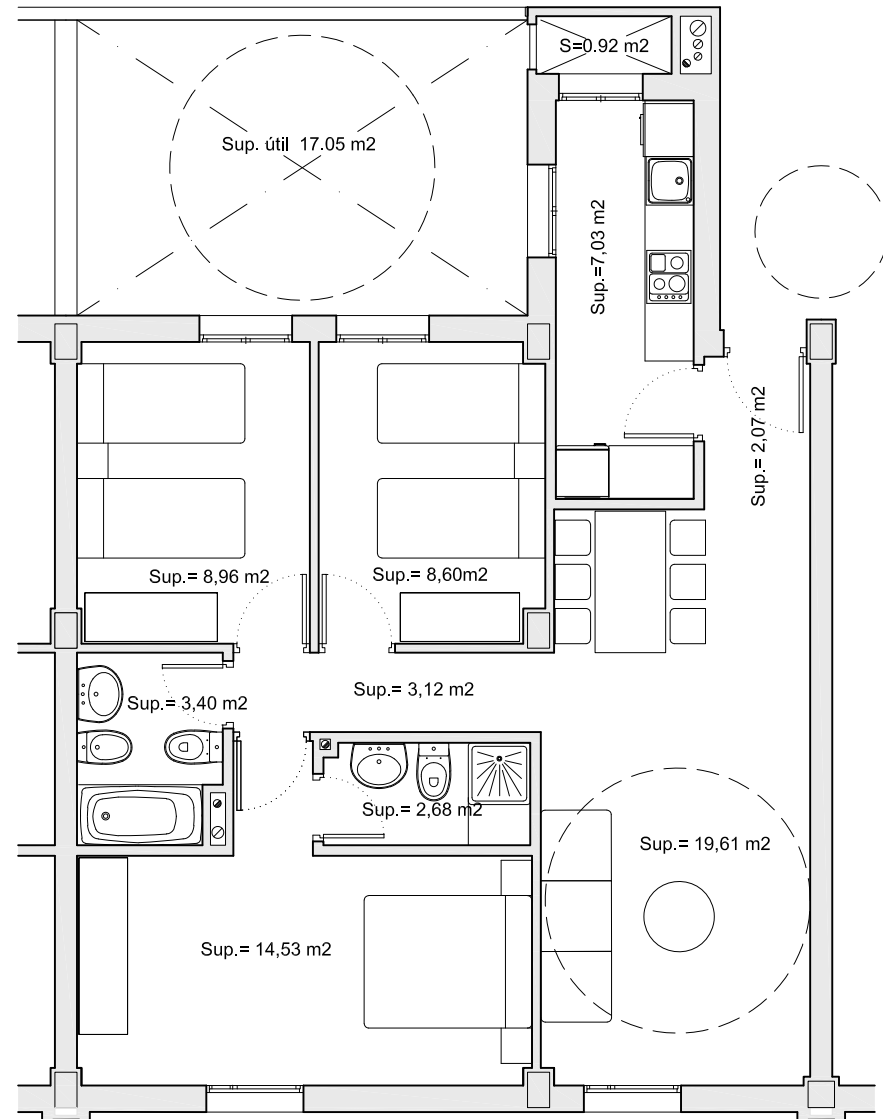 S=0.92 m2
Sup. útil 17.05 m2
Sup.=7,03 m2
Sup.= 2,07 m2
Sup.= 8,96 m2
Sup.= 8,60m2
Sup.= 3,40 m2
Sup.= 3,12 m2
Sup.= 2,68 m2
Sup.= 19,61 m2
Sup.= 14,53 m2